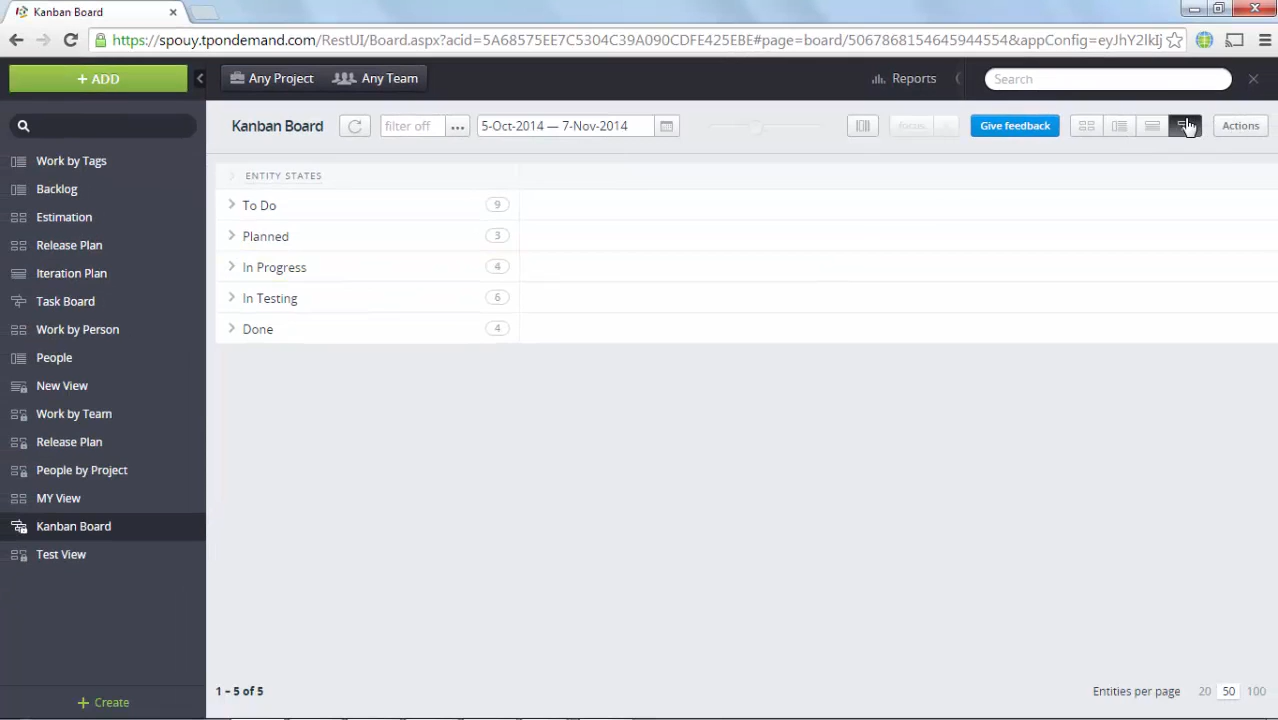 Kanban Board
https://spouy.tpondemand.com/RestUI/Board.aspx?acid=5A68575EE7C5304C39A090CDFE425EBE#page=board/5067868154645944554&appConfig=eyJhY2lkIj
+ ADD
Any Project
Any Team
Reports
Search
Kanban Board
filter off
...
5-Oct-2014 — 7-Nov-2014
focus
Give feedback
Actions
Work by Tags
Backlog
Estimation
Release Plan
Iteration Plan
Task Board
Work by Person
People
New View
Work by Team
Release Plan
People by Project
MY View
Kanban Board
Test View
+ Create
ENTITY STATES
To Do 9
Planned 3
In Progress 4
In Testing 6
Done 4
1 – 5 of 5
Entities per page 20 50 100